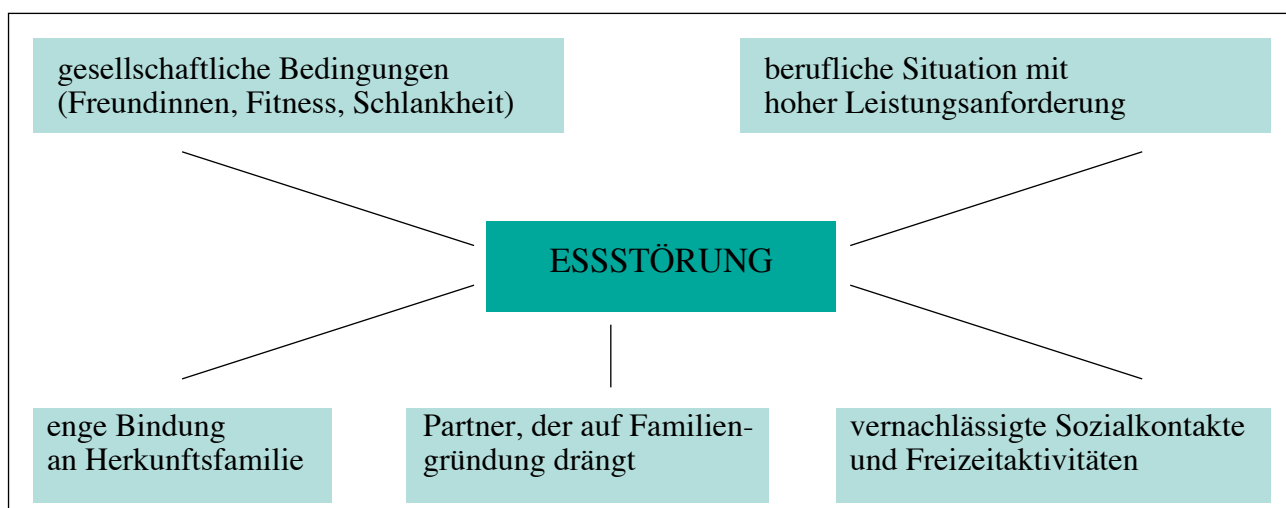 gesellschaftliche Bedingungen
(Freundinnen, Fitness, Schlankheit)
berufliche Situation mit
hoher Leistungsanforderung
ESSSTÖRUNG
enge Bindung
an Herkunftsfamilie
Partner, der auf Familien-
gründung drängt
vernachlässigte Sozialkontakte
und Freizeitaktivitäten